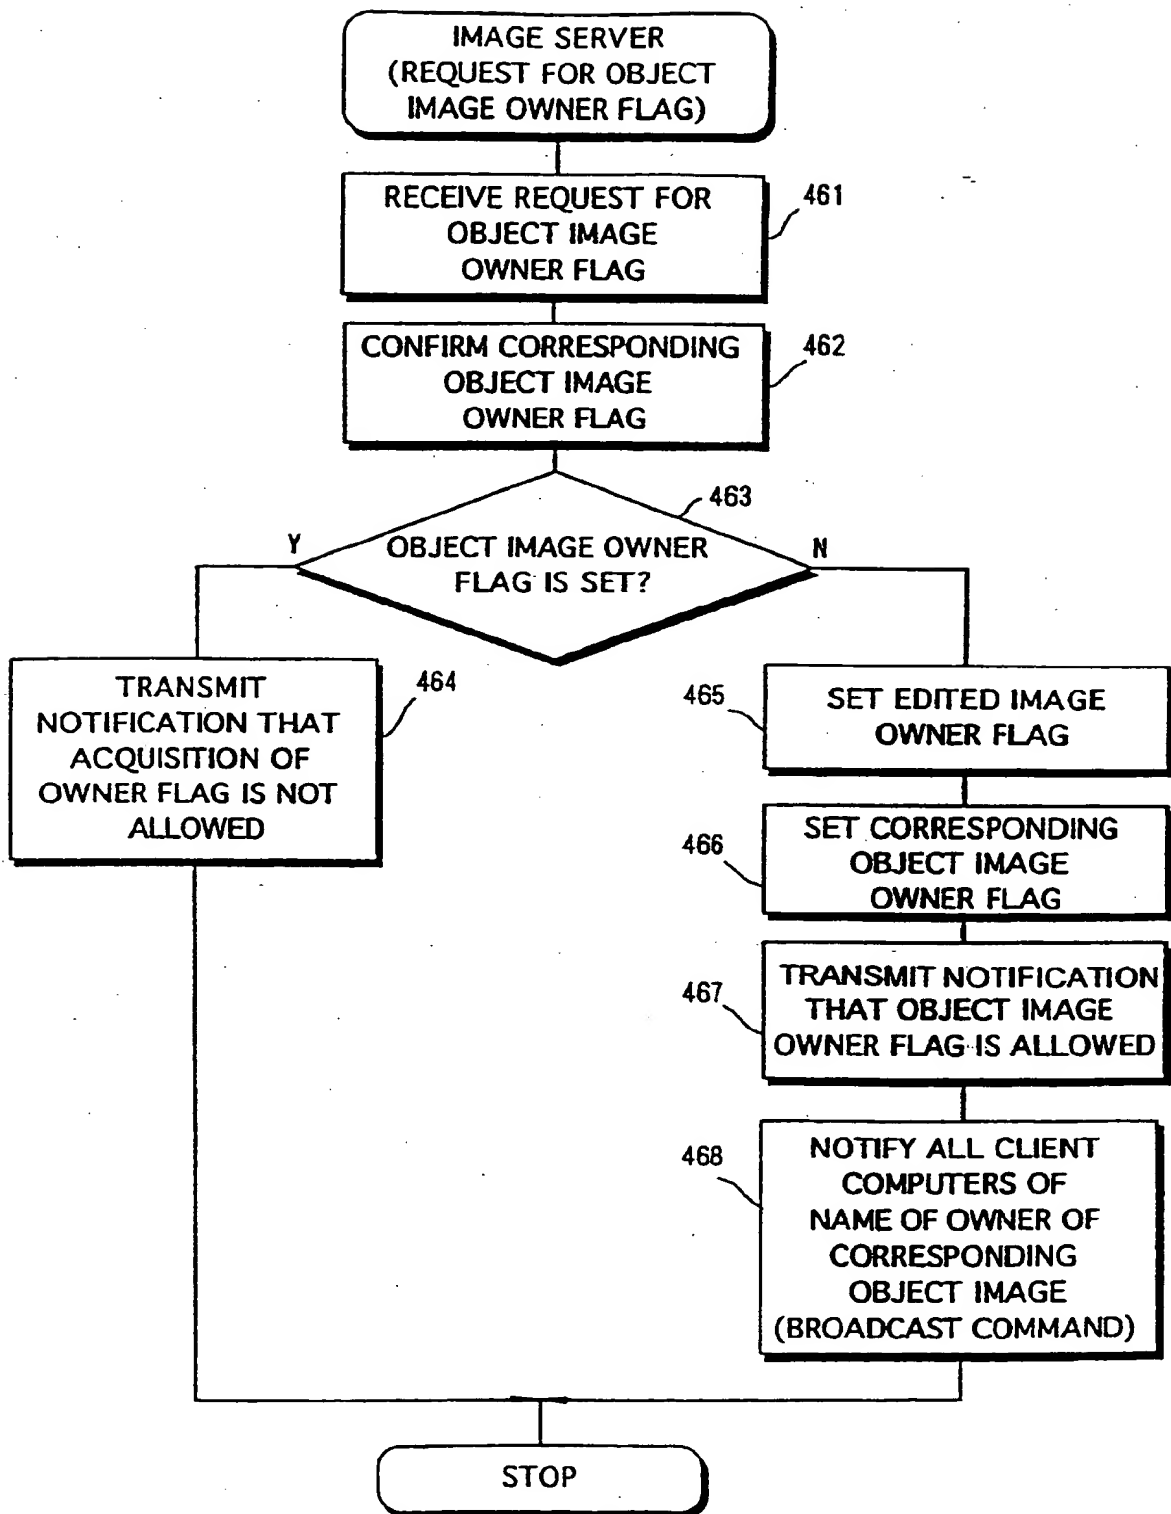 IMAGE SERVER
(REQUEST FOR OBJECT
IMAGE OWNER FLAG)
RECEIVE REQUEST FOR
OBJECT IMAGE
OWNER FLAG
461
CONFIRM CORRESPONDING
OBJECT IMAGE
OWNER FLAG
462
463
Y
OBJECT IMAGE OWNER
FLAG IS SET?
N
TRANSMIT
NOTIFICATION THAT
ACQUISITION OF
OWNER FLAG IS NOT
ALLOWED
464
465
SET EDITED IMAGE
OWNER FLAG
466
SET CORRESPONDING
OBJECT IMAGE
OWNER FLAG
467
TRANSMIT NOTIFICATION
THAT OBJECT IMAGE
OWNER FLAG IS ALLOWED
468
NOTIFY ALL CLIENT
COMPUTERS OF
NAME OF OWNER OF
CORRESPONDING
OBJECT IMAGE
(BROADCAST COMMAND)
STOP